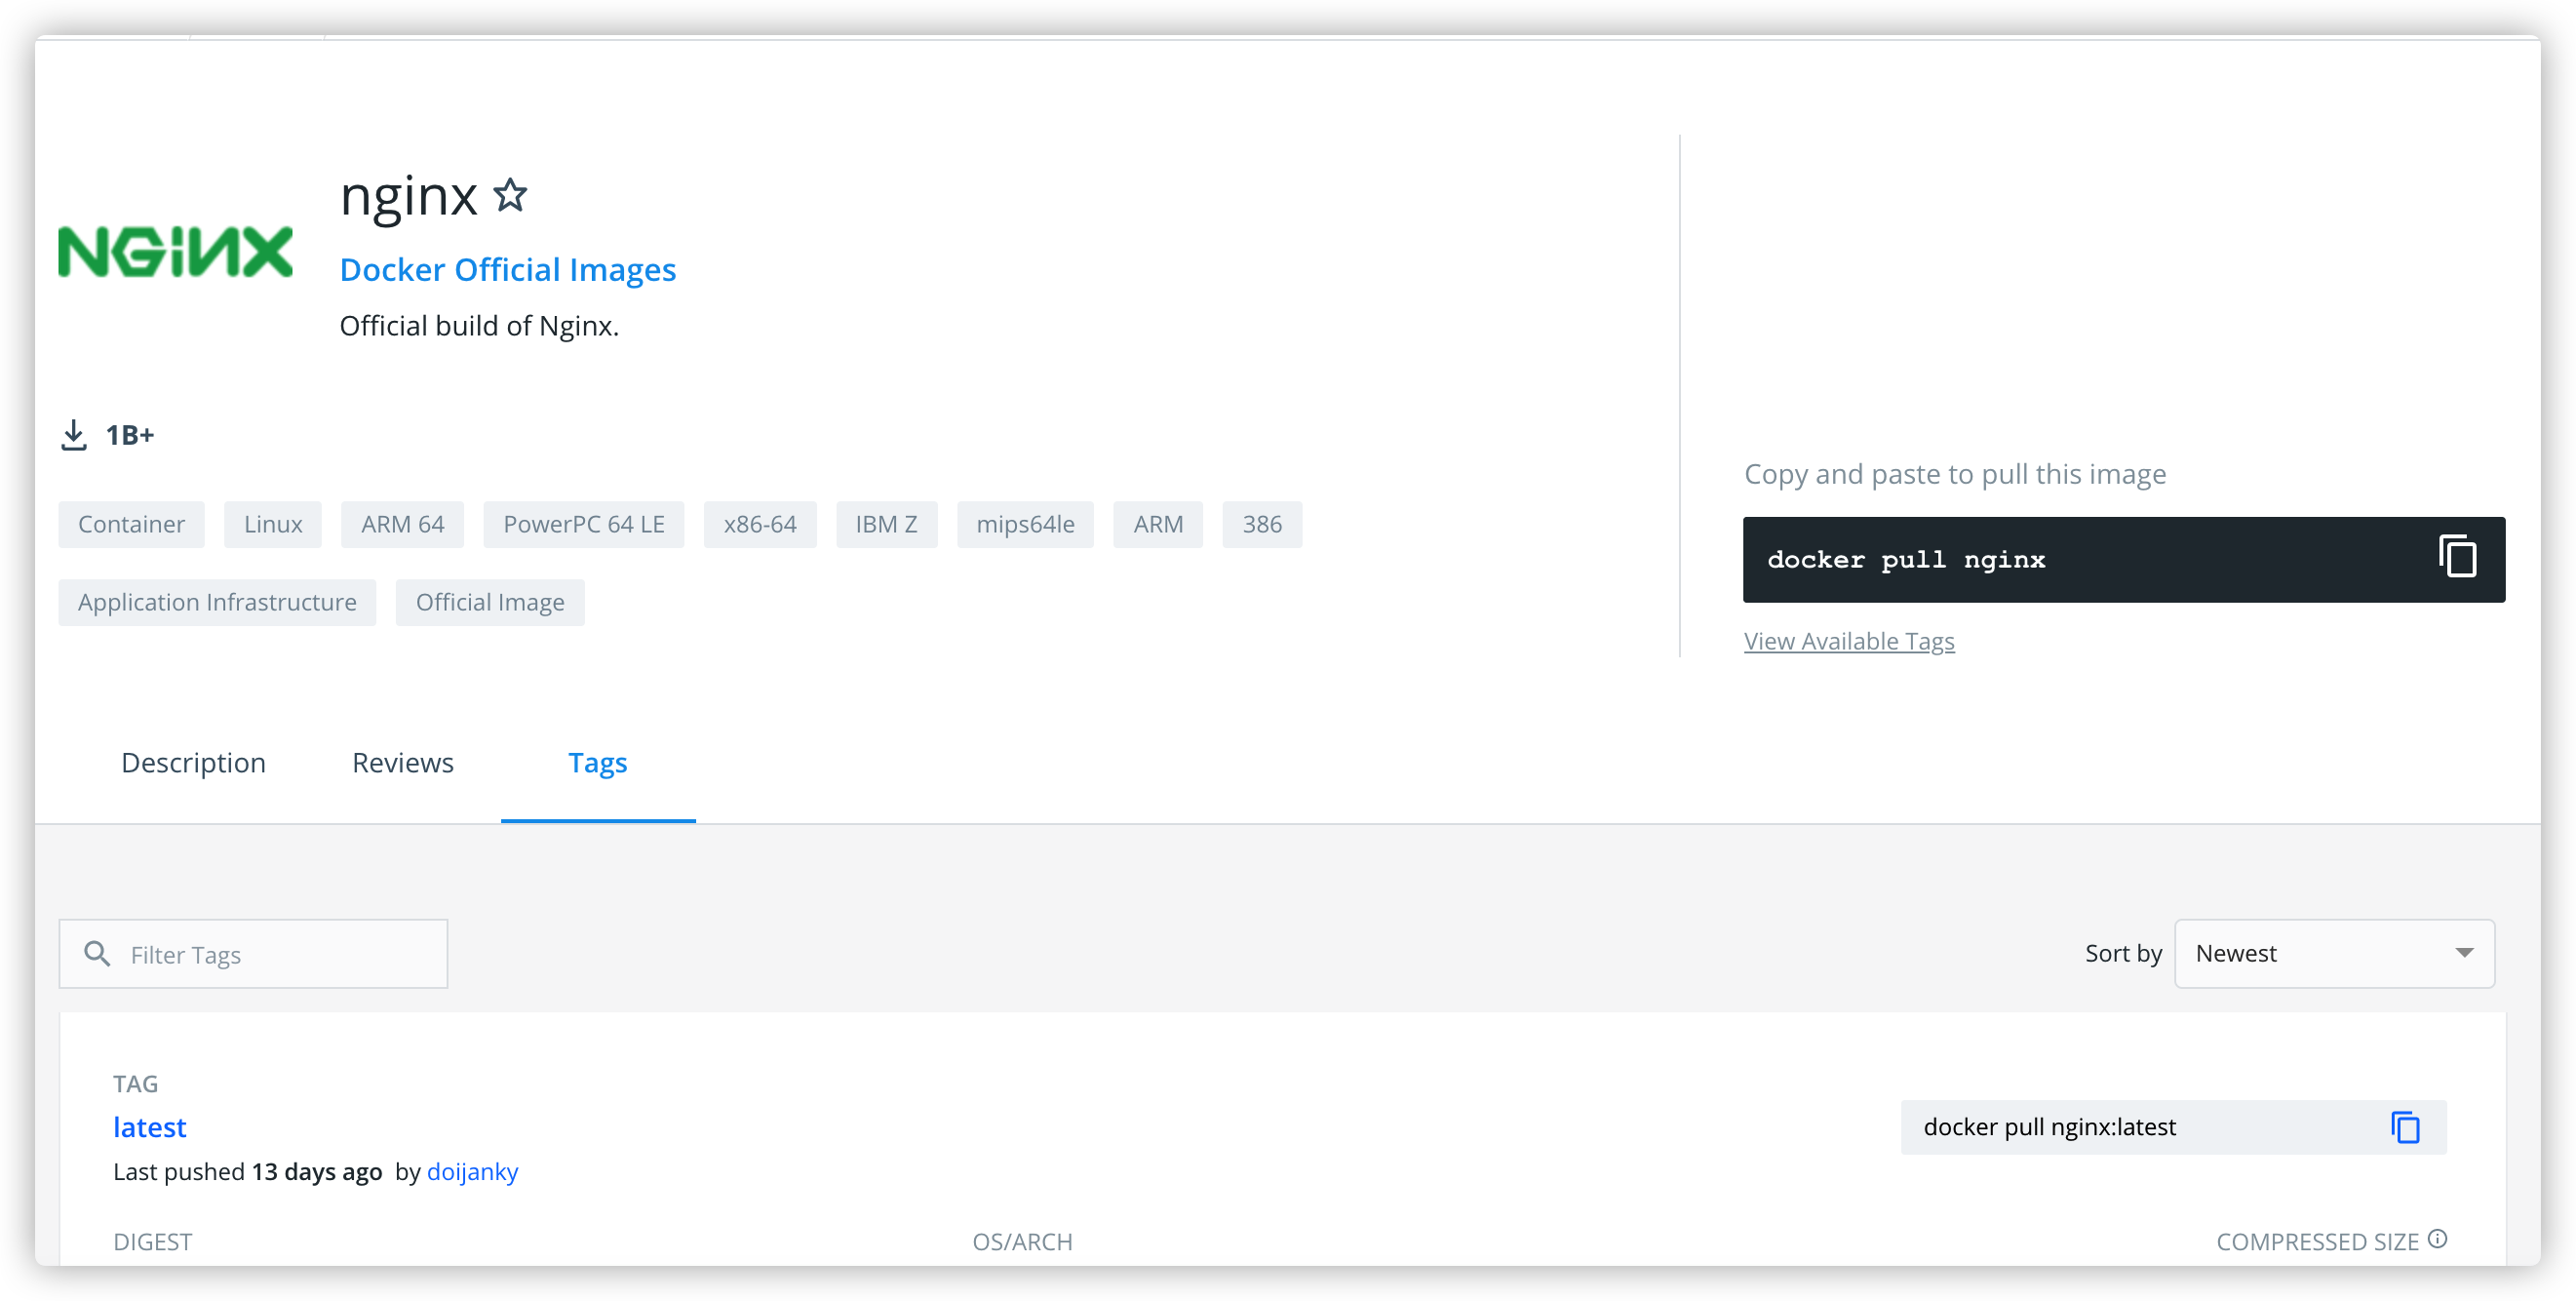 NGINX
nginx
Docker Official Images
Official build of Nginx.
1B+
Container Linux ARM 64 PowerPC 64 LE x86-64 IBM Z mips64le ARM 386
Application Infrastructure Official Image
Copy and paste to pull this image
docker pull nginx
View Available Tags
Description Reviews Tags
Filter Tags
Sort by Newest
TAG
latest
docker pull nginx:latest
Last pushed 13 days ago by doijanky
DIGEST OS/ARCH COMPRESSED SIZE